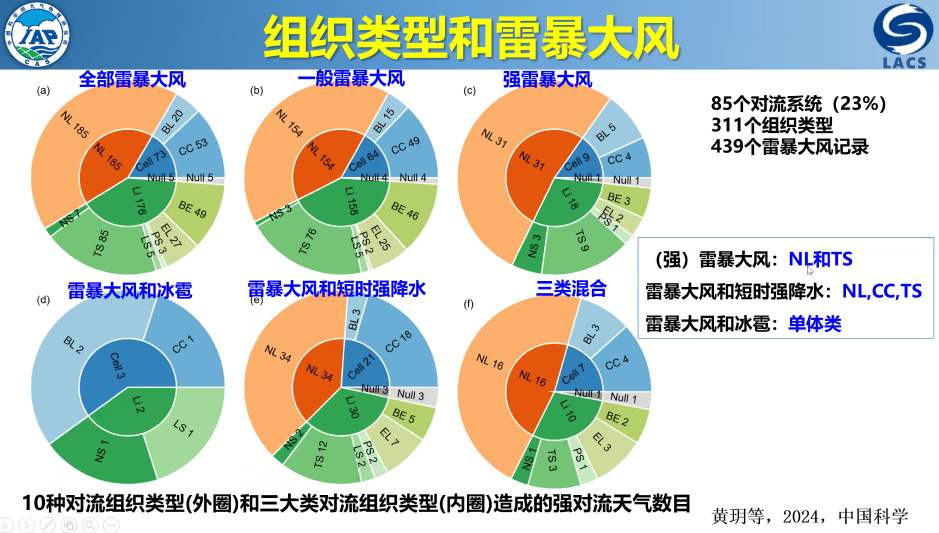 组织类型和雷暴大风
IAP
CAS
LACS
全部雷暴大风
一般雷暴大风
强雷暴大风
(a)
NL 185
BL 20
CC 53
Null 5
BE 49
EL 27
PS 3
LS 5
TS 85
NS 7
NL 185
Cell 73
Null 5
Li 176
(b)
NL 154
BL 15
CC 49
Null 4
BE 46
EL 25
PS 2
LS 5
TS 76
NS 3
NL 154
Cell 64
Null 4
Li 158
(c)
NL 31
BL 5
CC 4
Null 1
BE 3
EL 2
PS 1
TS 9
NS 3
NL 31
Cell 9
Null 1
Li 18
85个对流系统（23%）
311个组织类型
439个雷暴大风记录
（强）雷暴大风：NL和TS
雷暴大风和短时强降水：NL,CC,TS
雷暴大风和冰雹：单体类
雷暴大风和冰雹
雷暴大风和短时强降水
三类混合
(d)
BL 2
CC 1
LS 1
NS 1
Cell 3
Li 2
(e)
NL 34
BL 3
CC 18
Null 3
BE 5
EL 7
PS 2
LS 2
TS 12
NS 2
NL 34
Cell 21
Null 3
Li 30
(f)
NL 16
BL 3
CC 4
Null 1
BE 2
EL 3
PS 1
TS 3
NS 1
NL 16
Cell 7
Null 1
Li 10
10种对流组织类型(外圈)和三大类对流组织类型(内圈)造成的强对流天气数目
黄玥等，2024，中国科学